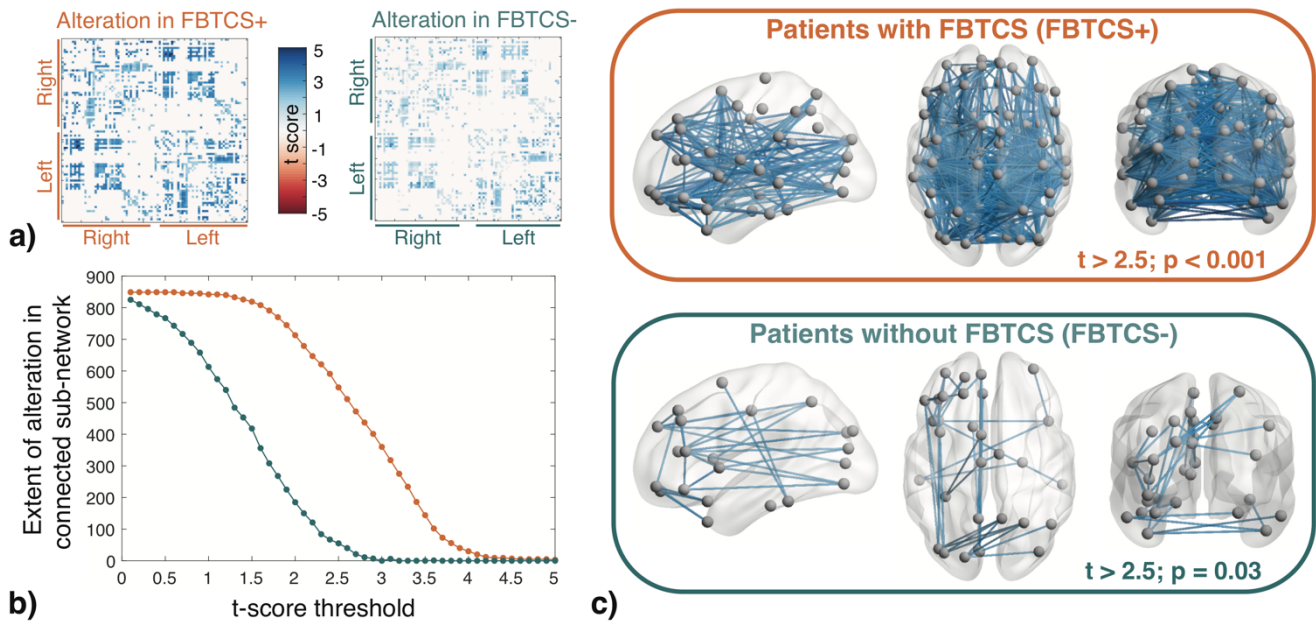 Alteration in FBTCS+
Alteration in FBTCS-
Right
Left
5
3
1
-1
-3
-5
t score
Right
Left
Right
Left
Right
Left
a)
900
800
700
600
500
400
300
200
100
0
Extent of alteration in
connected sub-network
0
0.5
1
1.5
2
2.5
3
3.5
4
4.5
5
t-score threshold
b)
Patients with FBTCS (FBTCS+)
t > 2.5; p < 0.001
Patients without FBTCS (FBTCS-)
t > 2.5; p = 0.03
c)